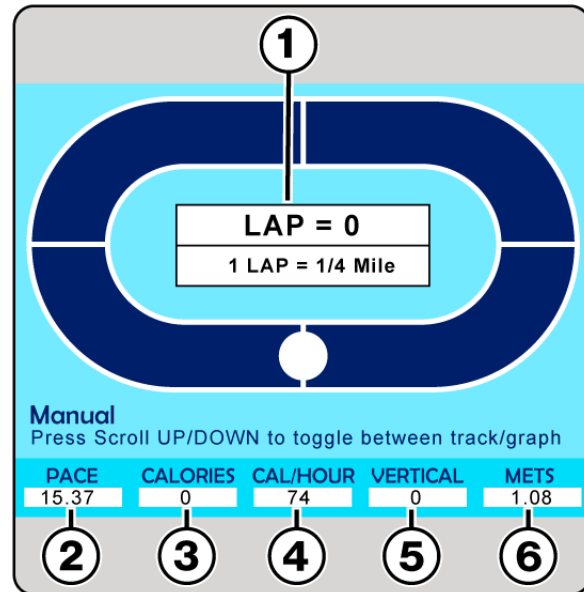 1
LAP = 0
1 LAP = 1/4 Mile
Manual
Press Scroll UP/DOWN to toggle between track/graph
PACE CALORIES CAL/HOUR VERTICAL METS
15.37 0 74 0 1.08
2 3 4 5 6